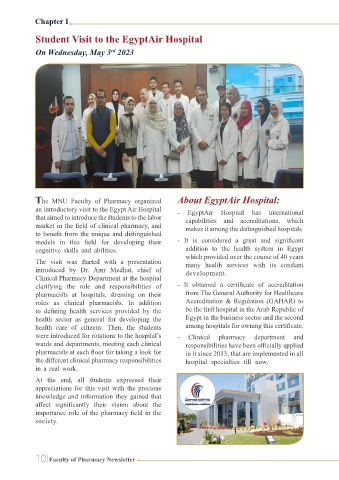 Chapter I
Student Visit to the EgyptAir Hospital
On Wednesday, May 3rd 2023
The MNU Faculty of Pharmacy organized
an introductory visit to the Egypt Air Hospital
that aimed to introduce the students to the labor
market in the field of clinical pharmacy, and
to benefit from the unique and distinguished
models in this field for developing their
cognitive skills and abilities.
The visit was started with a presentation
introduced by Dr. Amr Medhat, chief of
Clinical Pharmacy Department at the hospital
clarifying the role and responsibilities of
pharmacists at hospitals, stressing on their
roles as clinical pharmacists. In addition
to defining health services provided by the
health sector as general for developing the
health care of citizens. Then, the students
were introduced for rotations to the hospital's
wards and departments, meeting each clinical
pharmacists at each floor for taking a look for
the different clinical pharmacy responsibilities
in a real work.
At the end, all students expressed their
appreciations for this visit with the precious
knowledge and information they gained that
affect significantly their vision about the
importance role of the pharmacy field in the
society.
About EgyptAir Hospital:
- EgyptAir Hospital has international
capabilities and accreditations, which
makes it among the distinguished hospitals.
- It is considered a great and significant
addition to the health system in Egypt
which provided over the course of 40 years
many health services with its constant
development.
- It obtained a certificate of accreditation
from The General Authority for Healthcare
Accreditation & Regulation (GAHAR) to
be the first hospital in the Arab Republic of
Egypt in the business sector and the second
among hospitals for owning this certificate.
- Clinical pharmacy department and
responsibilities have been officially applied
in it since 2013, that are implemented in all
hospital specialties till now.
10 Faculty of Pharmacy Newsletter